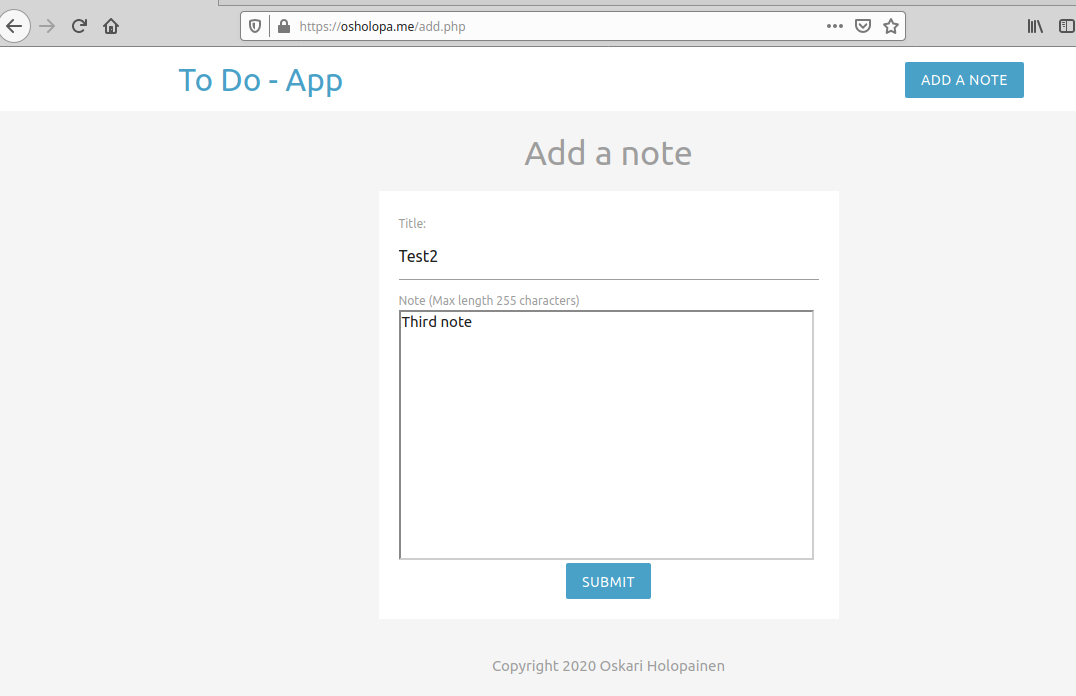 https://osholopa.me/add.php
To Do - App
ADD A NOTE
Add a note
Title:
Test2
Note (Max length 255 characters)
Third note
SUBMIT
Copyright 2020 Oskari Holopainen